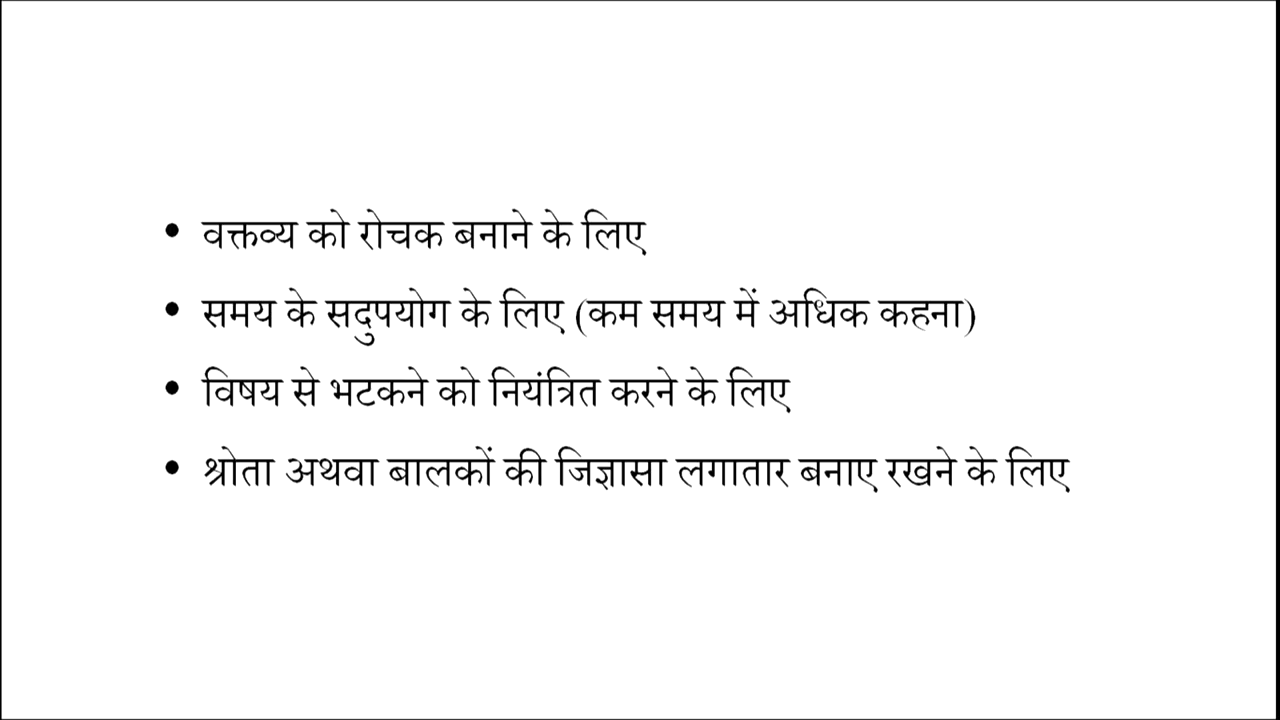 • वक्तव्य को रोचक बनाने के लिए
• समय के सदुपयोग के लिए (कम समय में अधिक कहना)
• विषय से भटकने को नियंत्रित करने के लिए
• श्रोता अथवा बालकों की जिज्ञासा लगातार बनाए रखने के लिए